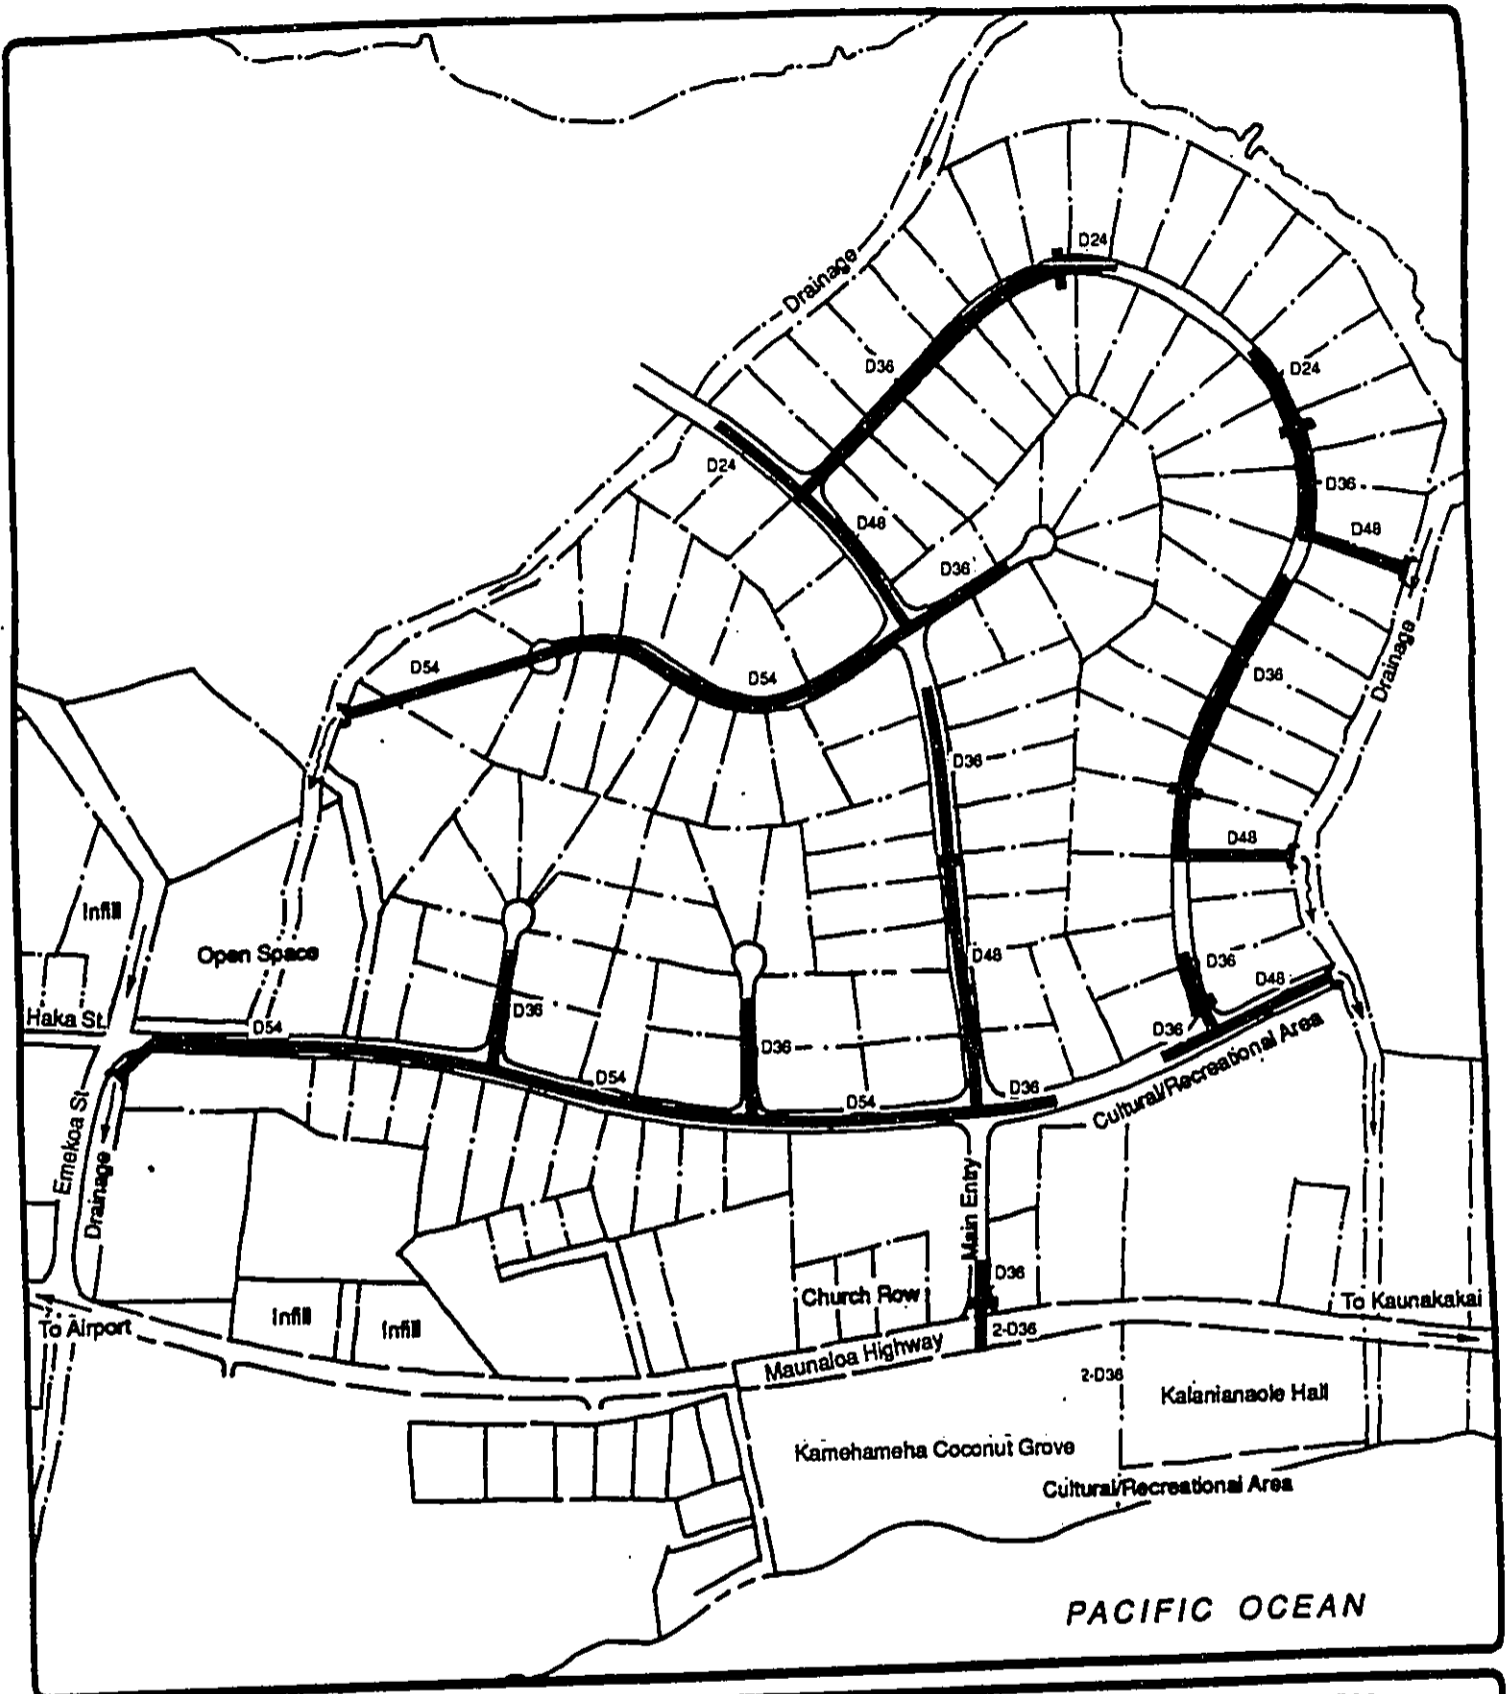 D24
Drainage
D36
D24
D24
D36
D48
D48
D36
Drainage
D54
D54
D36
D36
D48
Infill
Open Space
D48
D36
D48
Haka St.
D54
D36
D36
D36
D54
D54
D36
Cultural/Recreational Area
Emekoa St
Drainage
Main Entry
D36
Church Row
To Kaunakakai
Infill
Infill
To Airport
2-D36
Maunaloa Highway
2-D36
Kalanianaole Hall
Kamehameha Coconut Grove
Cultural/Recreational Area
PACIFIC OCEAN